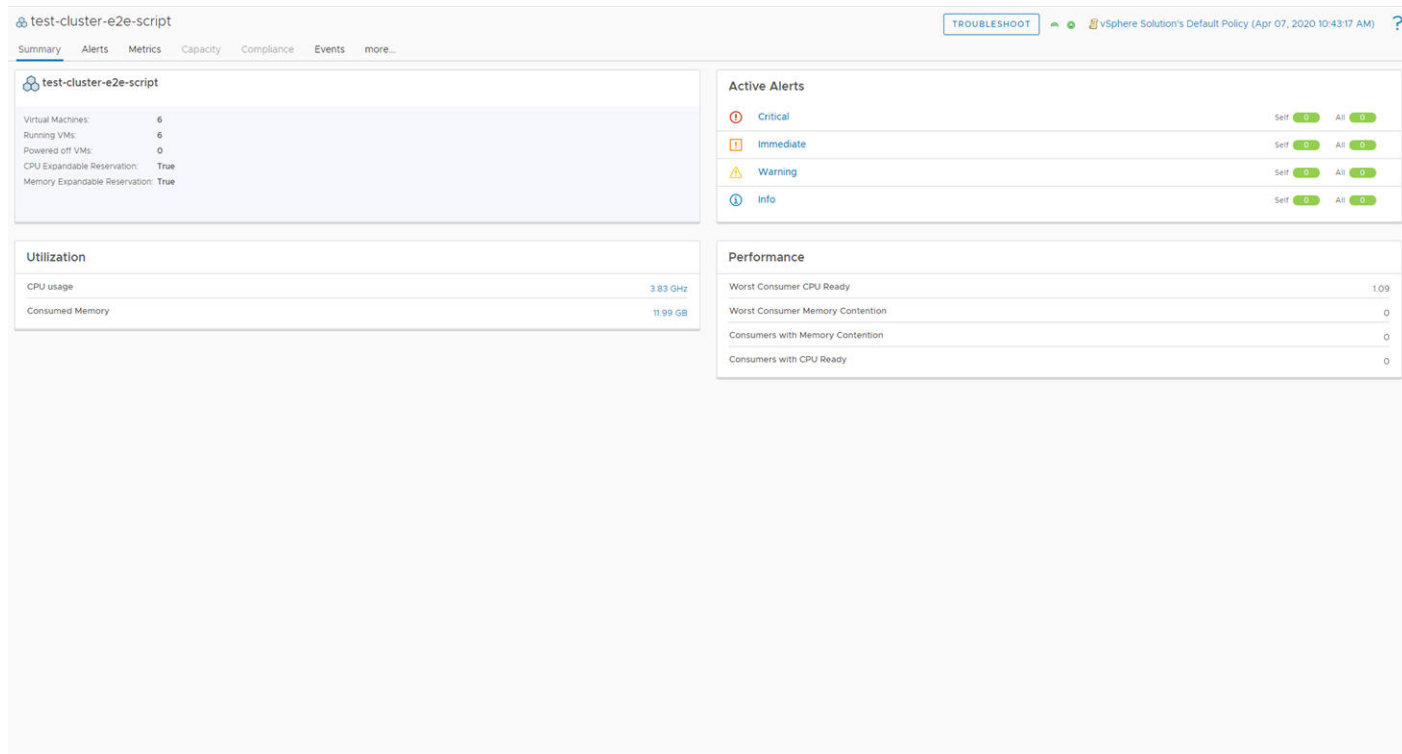 test-cluster-e2e-script
TROUBLESHOOT
vSphere Solution's Default Policy (Apr 07, 2020 10:43:17 AM)
?
Summary Alerts Metrics Capacity Compliance Events more...
test-cluster-e2e-script
Virtual Machines: 6
Running VMs: 6
Powered off VMs: 0
CPU Expandable Reservation: True
Memory Expandable Reservation: True
Active Alerts
Critical Self 0 All 0
Immediate Self 0 All 0
Warning Self 0 All 0
Info Self 0 All 0
Utilization
CPU usage 3.83 GHz
Consumed Memory 11.99 GB
Performance
Worst Consumer CPU Ready 1.09
Worst Consumer Memory Contention 0
Consumers with Memory Contention 0
Consumers with CPU Ready 0